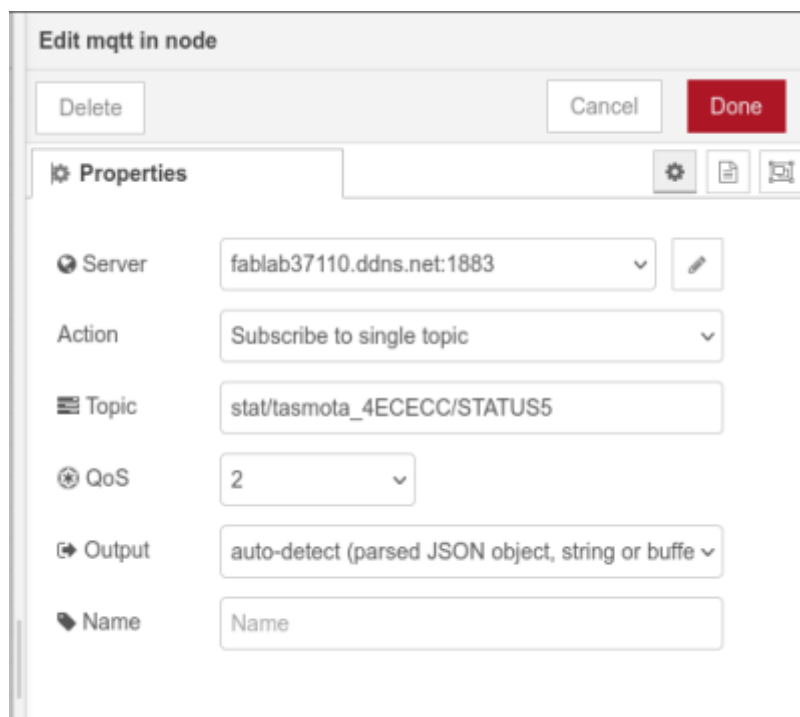 Edit mqtt in node
Delete Cancel Done
Properties
Server fablab37110.ddns.net:1883
Action Subscribe to single topic
Topic stat/tasmota_4ECECC/STATUS5
QoS 2
Output auto-detect (parsed JSON object, string or buffe
Name Name